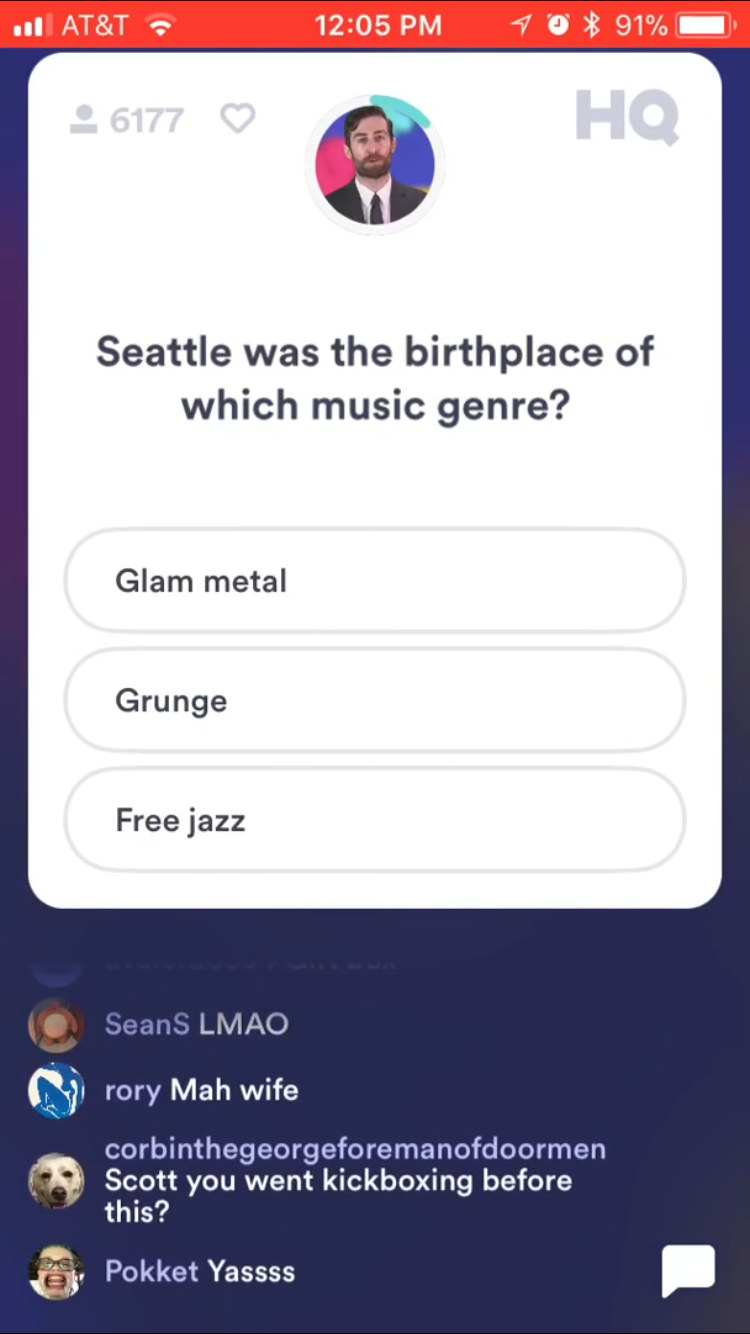 AT&T 12:05 PM 91%
6177 HQ
Seattle was the birthplace of
which music genre?
Glam metal
Grunge
Free jazz
SeanS LMAO
rory Mah wife
corbinthegeorgeforemanofdoormen
Scott you went kickboxing before
this?
Pokket Yassss